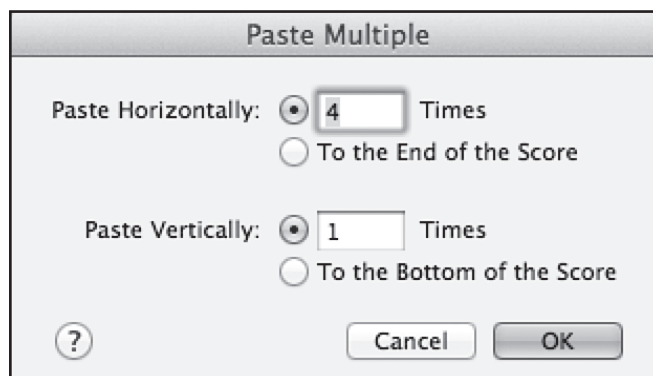 Paste Multiple
Paste Horizontally: 4 Times
To the End of the Score
Paste Vertically: 1 Times
To the Bottom of the Score
? Cancel OK